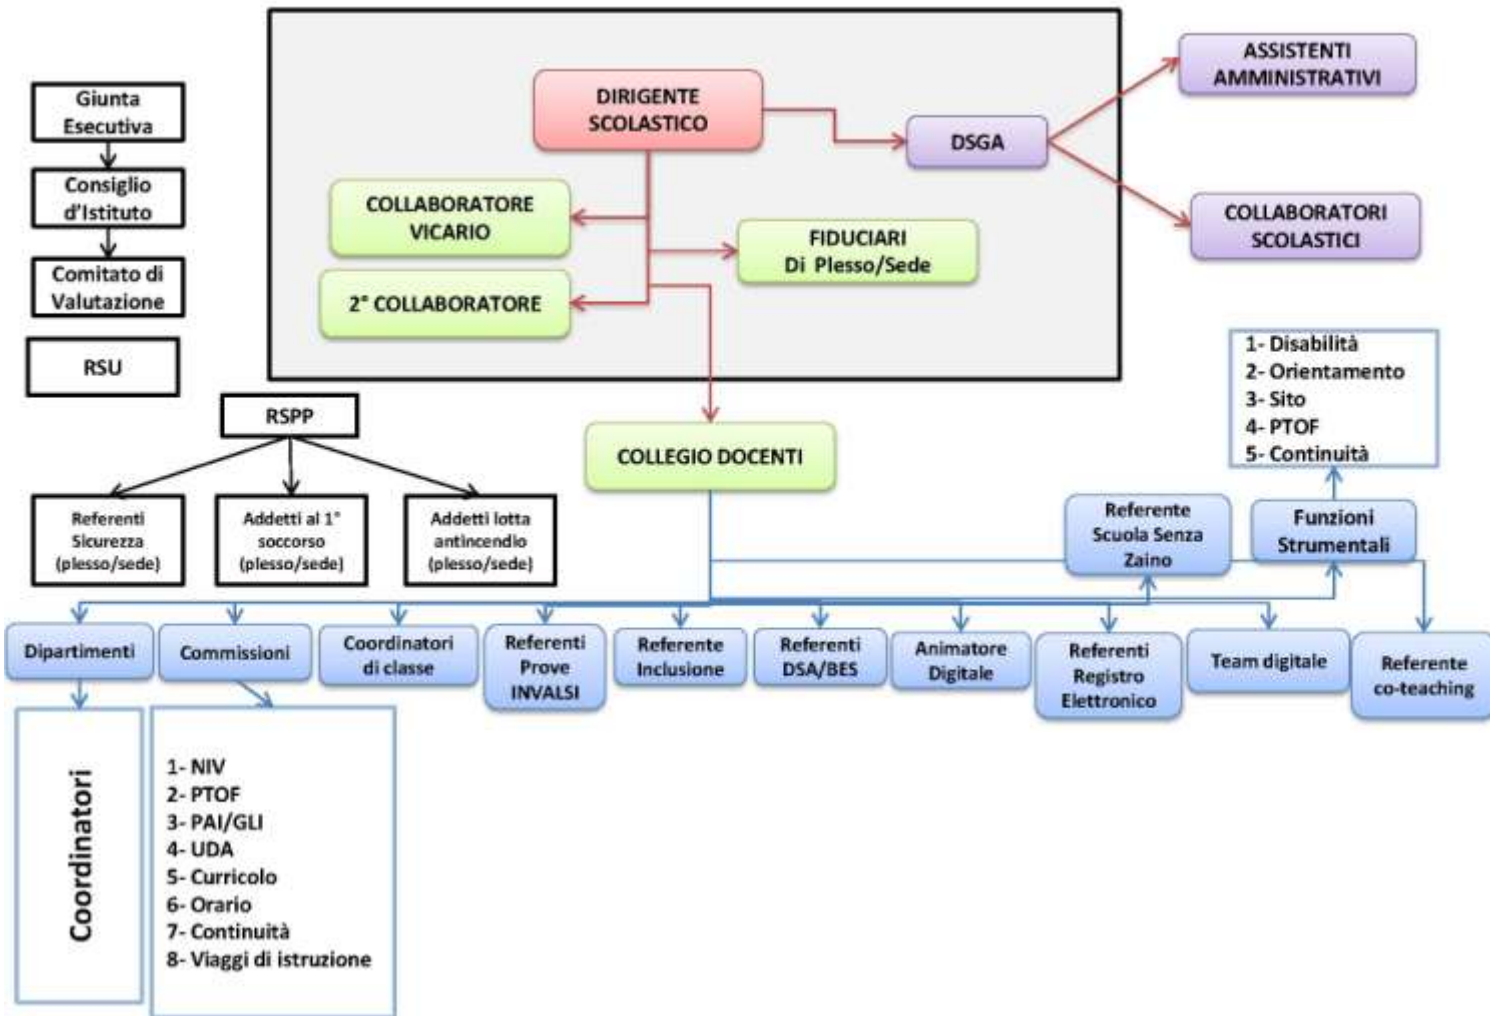 DIRIGENTE
SCOLASTICO
DSGA
ASSISTENTI
AMMINISTRATIVI
COLLABORATORI
SCOLASTICI
COLLABORATORE
VICARIO
FIDUCIARI
Di Plesso/Sede
2° COLLABORATORE
Giunta
Esecutiva
Consiglio
d'Istituto
Comitato di
Valutazione
RSU
RSPP
Referenti
Sicurezza
(plesso/sede)
Addetti al 1°
soccorso
(plesso/sede)
Addetti lotta
antincendio
(plesso/sede)
COLLEGIO DOCENTI
1- Disabilità
2- Orientamento
3- Sito
4- PTOF
5- Continuità
Referente
Scuola Senza
Zaino
Funzioni
Strumentali
Dipartimenti
Commissioni
Coordinatori
di classe
Referenti
Prove
INVALSI
Referente
Inclusione
Referenti
DSA/BES
Animatore
Digitale
Referenti
Registro
Elettronico
Team digitale
Referente
co-teaching
Coordinatori
1- NIV
2- PTOF
3- PAI/GLI
4- UDA
5- Curricolo
6- Orario
7- Continuità
8- Viaggi di istruzione